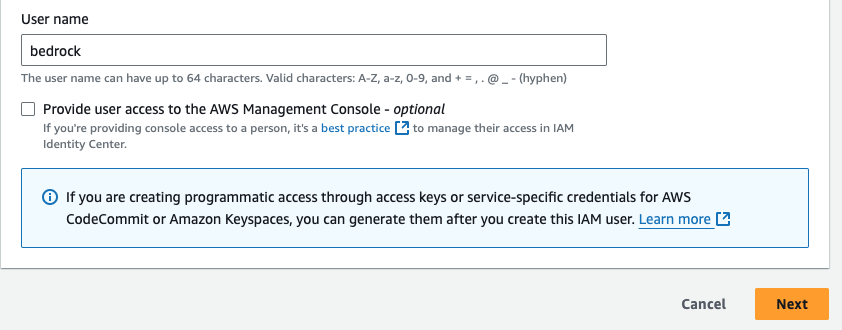 User name
bedrock
The user name can have up to 64 characters. Valid characters: A-Z, a-z, 0-9, and + = , . @ _ - (hyphen)
Provide user access to the AWS Management Console - optional
If you're providing console access to a person, it's a best practice to manage their access in IAM
Identity Center.
If you are creating programmatic access through access keys or service-specific credentials for AWS
CodeCommit or Amazon Keyspaces, you can generate them after you create this IAM user. Learn more
Cancel Next